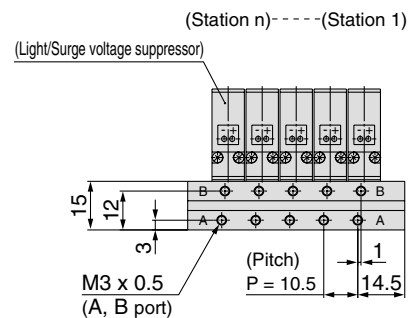 (Station n)-----(Station 1)
(Light/Surge voltage suppressor)
- + - + - + - + - +
B B
15
12
A A
3
1
(Pitch)
M3 x 0.5
P = 10.5
14.5
(A, B port)